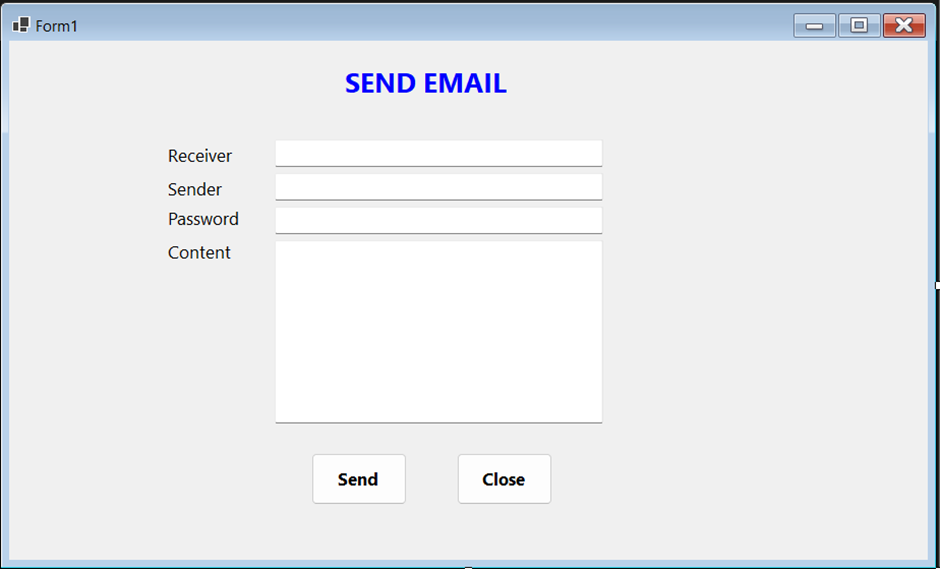 Form1
SEND EMAIL
Receiver
Sender
Password
Content
Send Close